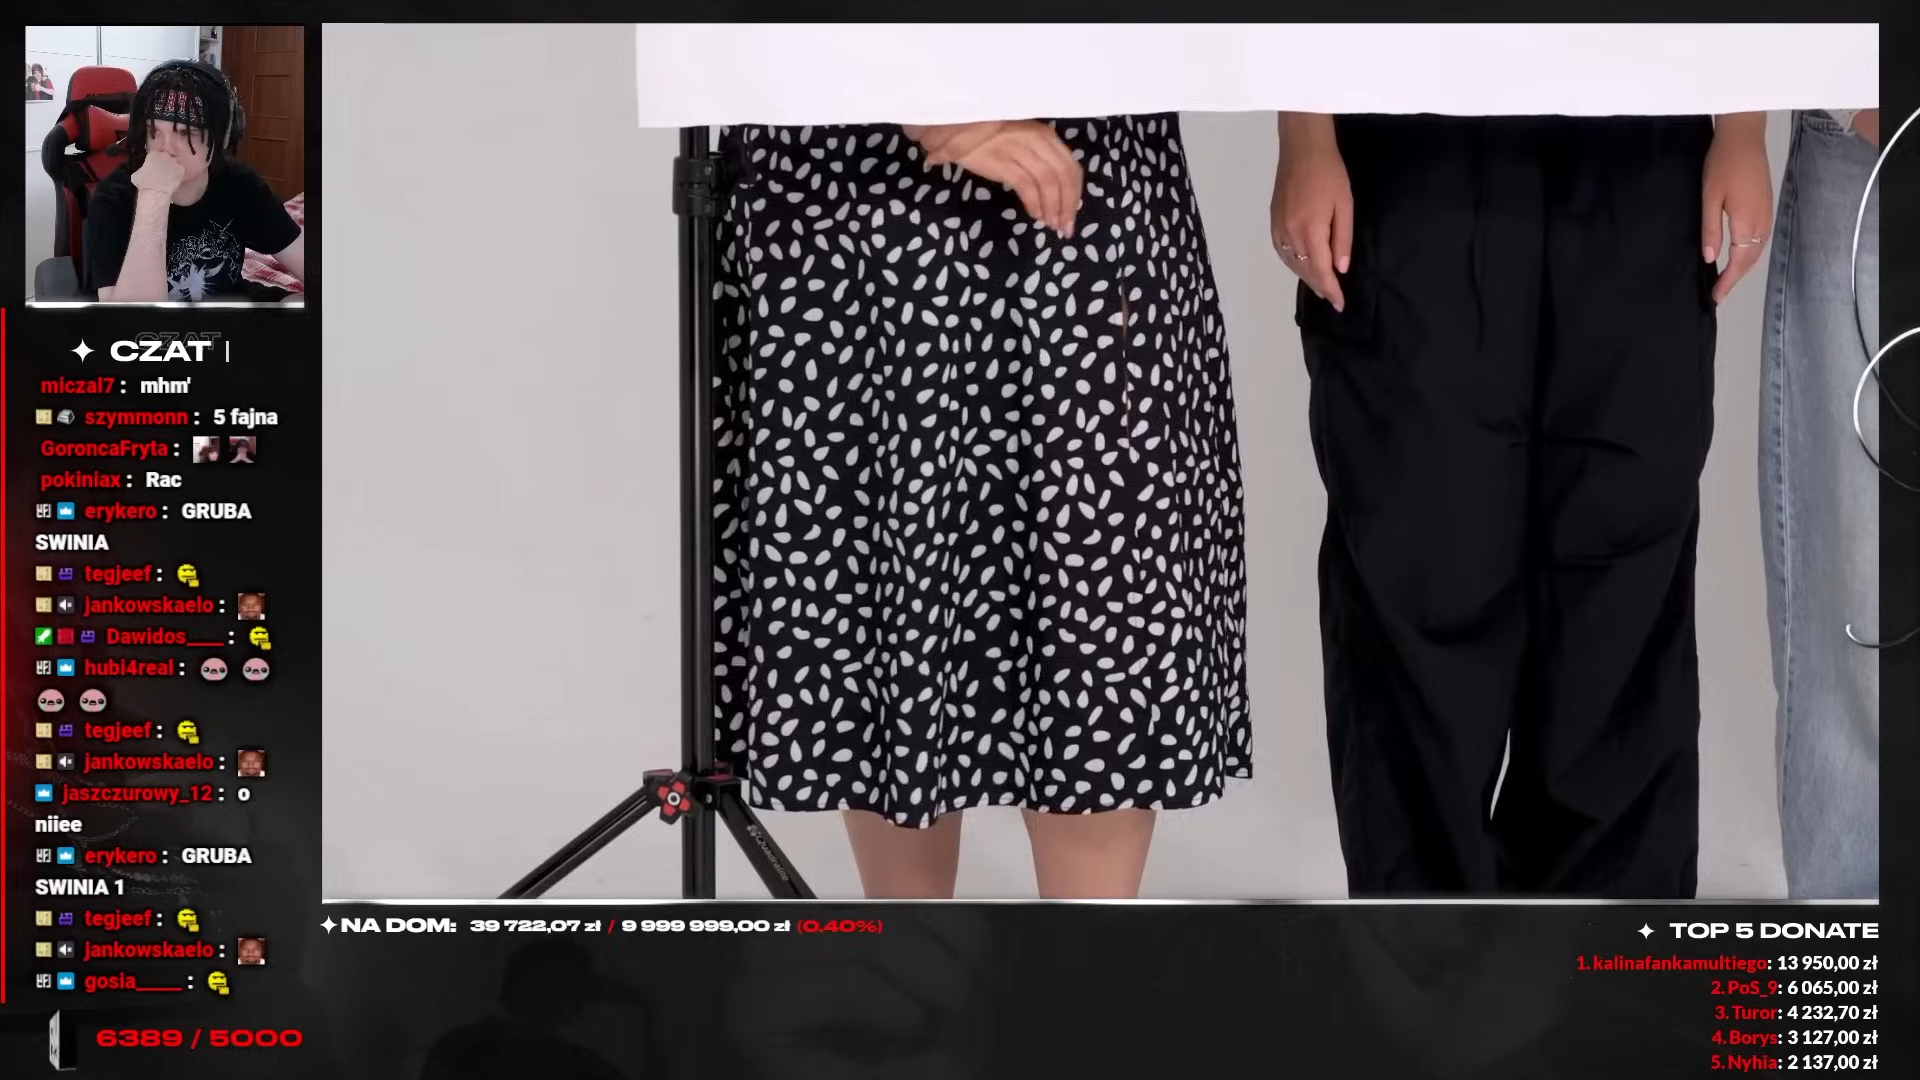 CZAT |
miczal7 : mhm'
szymmonn : 5 fajna
GoroncaFryta :
pokiniax : Rac
erykero : GRUBA
SWINIA
tegjeef :
jankowskaelo :
Dawidos____ :
hubi4real :
tegjeef :
jankowskaelo :
jaszczurowy_12 : o
niiee
erykero : GRUBA
SWINIA 1
tegjeef :
jankowskaelo :
gosia_____ :
6389 / 5000
Quadralite
NA DOM: 39 722,07 zł / 9 999 999,00 zł (0.40%)
TOP 5 DONATE
1. kalinafankamultiego: 13 950,00 zł
2. PoS_9: 6 065,00 zł
3. Turor: 4 232,70 zł
4. Borys: 3 127,00 zł
5. Nyhia: 2 137,00 zł